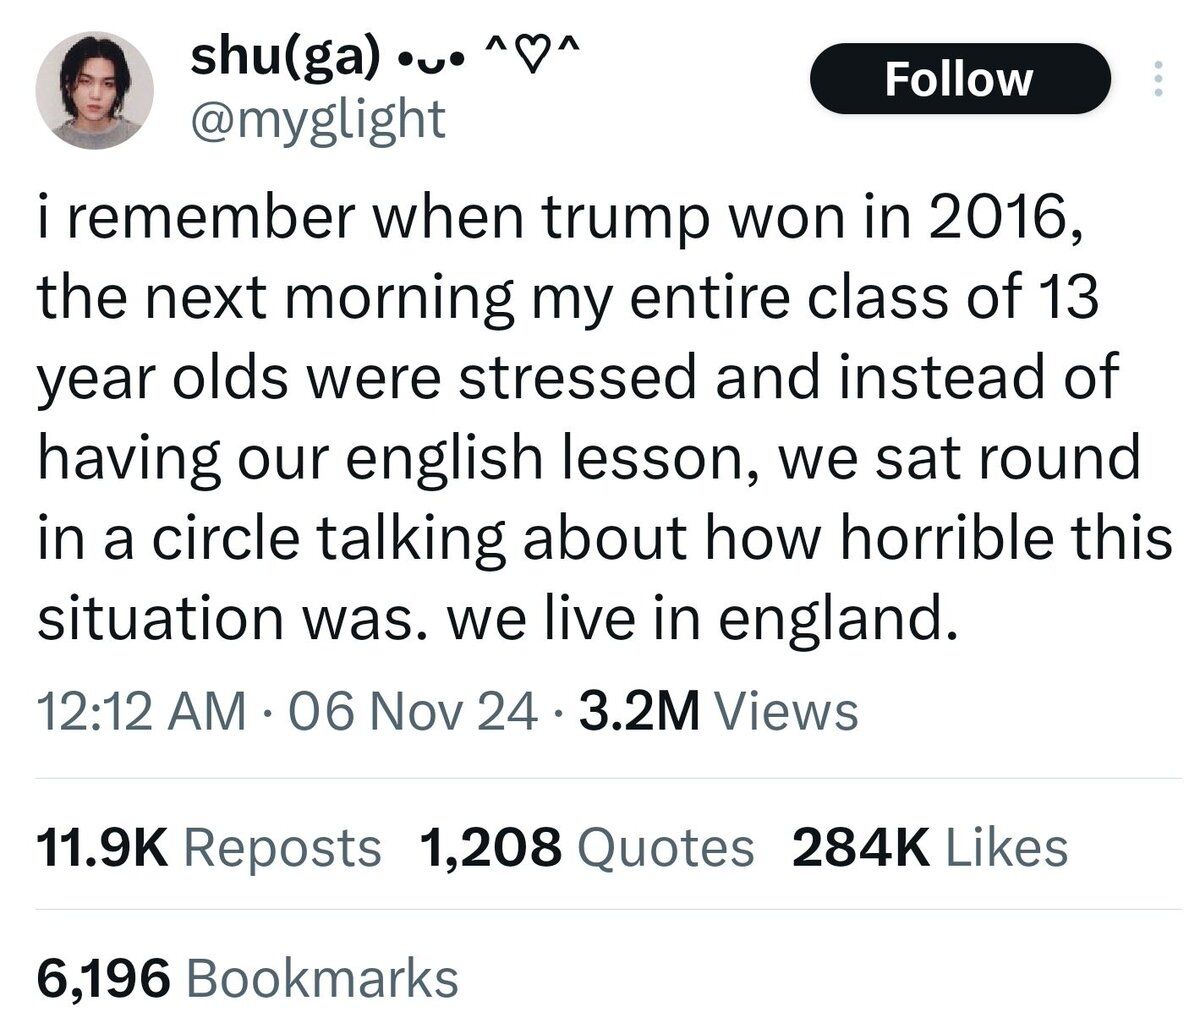 shu(ga) •ᴗ• ^♡^
@myglight
Follow
i remember when trump won in 2016,
the next morning my entire class of 13
year olds were stressed and instead of
having our english lesson, we sat round
in a circle talking about how horrible this
situation was. we live in england.
12:12 AM · 06 Nov 24 · 3.2M Views
11.9K Reposts 1,208 Quotes 284K Likes
6,196 Bookmarks